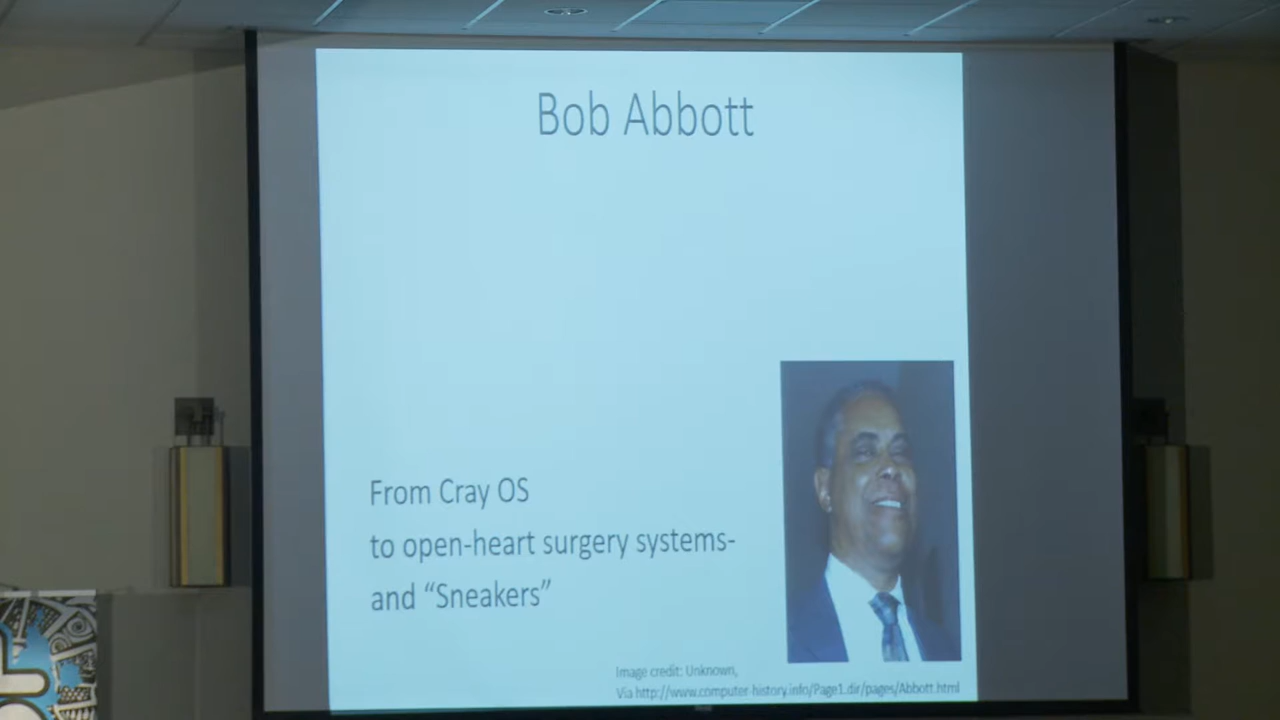 Bob Abbott
From Cray OS
to open-heart surgery systems-
and “Sneakers”
Image credit: Unknown,
Via http://www.computer-history.info/Page1.dir/pages/Abbott.html